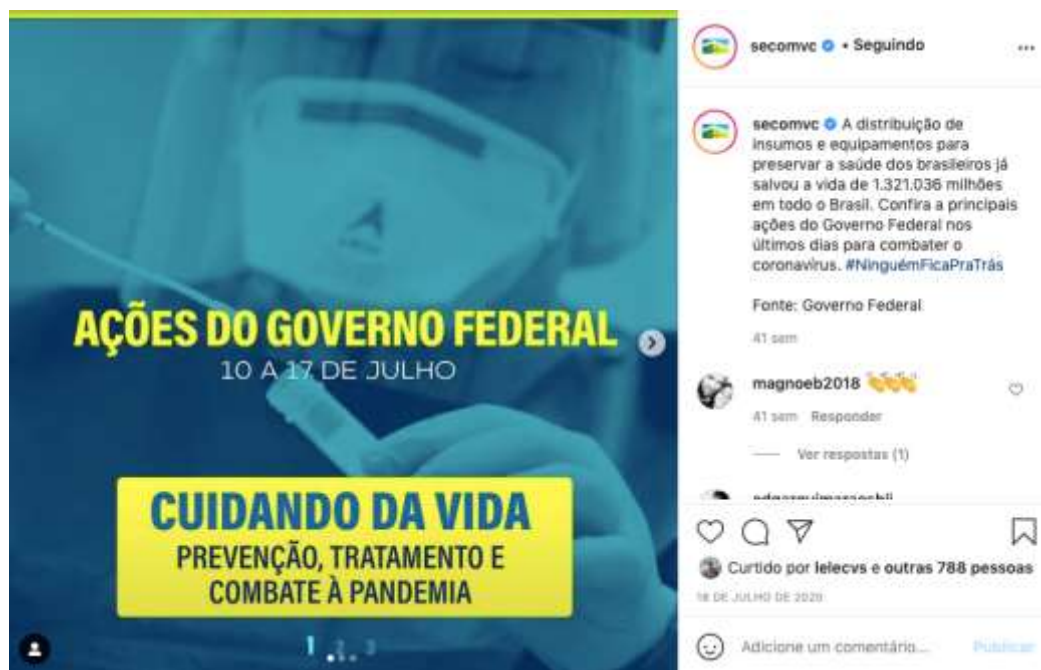 AÇÕES DO GOVERNO FEDERAL
10 A 17 DE JULHO
CUIDANDO DA VIDA
PREVENÇÃO, TRATAMENTO E
COMBATE À PANDEMIA
1 2 3
secomvc • Seguindo
secomvc A distribuição de
insumos e equipamentos para
preservar a saúde dos brasileiros já
salvou a vida de 1.321.036 milhões
em todo o Brasil. Confira a principais
ações do Governo Federal nos
últimos dias para combater o
coronavírus. #NinguémFicaPraTrás
Fonte: Governo Federal
41 sem
magnoeb2018 👏👏👏
41 sem Responder
Ver respostas (1)
Curtido por lelecvs e outras 788 pessoas
18 DE JULHO DE 2020
Adicione um comentário... Publicar